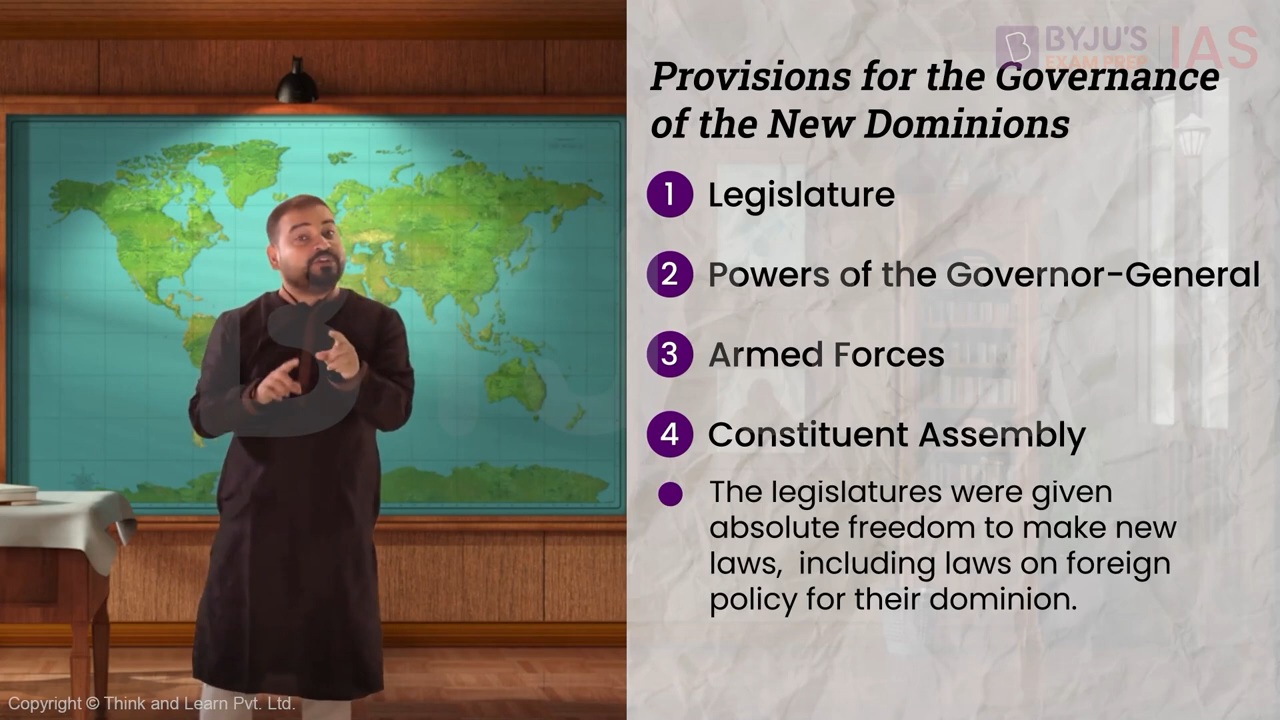 BYJU'S IAS
EXAM PREP
Provisions for the Governance
of the New Dominions
1 Legislature
2 Powers of the Governor-General
3 Armed Forces
4 Constituent Assembly
The legislatures were given
absolute freedom to make new
laws, including laws on foreign
policy for their dominion.
Copyright © Think and Learn Pvt. Ltd.